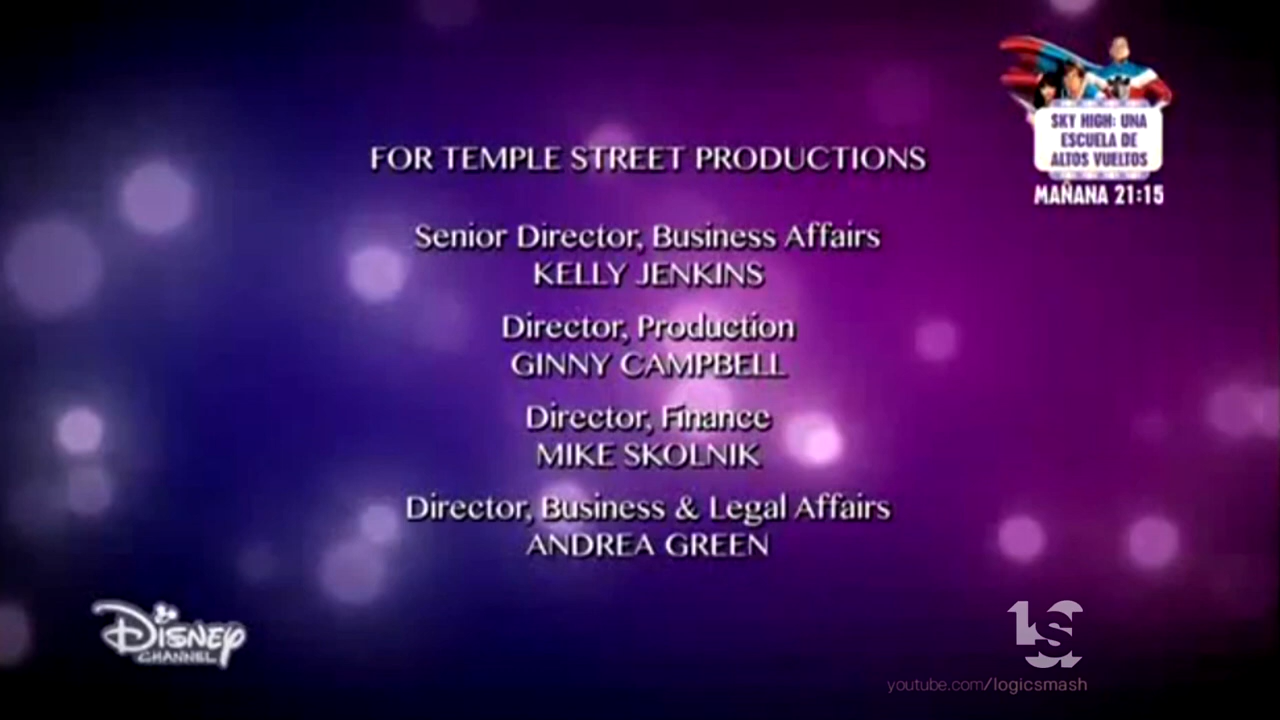 SKY HIGH: UNA
ESCUELA DE
ALTOS VUELTOS
MAÑANA 21:15
FOR TEMPLE STREET PRODUCTIONS
Senior Director, Business Affairs
KELLY JENKINS
Director, Production
GINNY CAMPBELL
Director, Finance
MIKE SKOLNIK
Director, Business & Legal Affairs
ANDREA GREEN
DISNEY
CHANNEL
LS
youtube.com/logicsmash